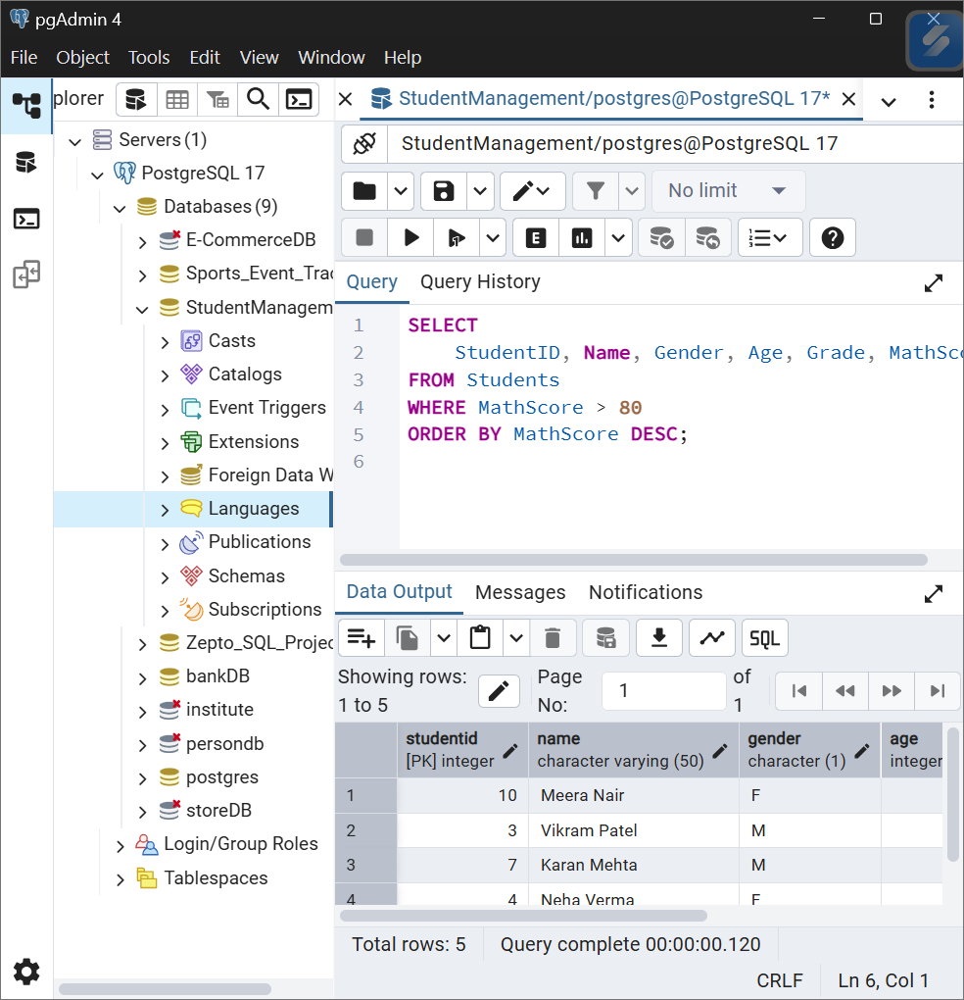 pgAdmin 4
File Object Tools Edit View Window Help
plorer
StudentManagement/postgres@PostgreSQL 17*
Servers (1)
PostgreSQL 17
Databases (9)
E-CommerceDB
Sports_Event_Trac
StudentManagem
Casts
Catalogs
Event Triggers
Extensions
Foreign Data W
Languages
Publications
Schemas
Subscriptions
Zepto_SQL_Projec
bankDB
institute
persondb
postgres
storeDB
Login/Group Roles
Tablespaces
StudentManagement/postgres@PostgreSQL 17
No limit
Query Query History
1 SELECT
2 StudentID, Name, Gender, Age, Grade, MathSco
3 FROM Students
4 WHERE MathScore > 80
5 ORDER BY MathScore DESC;
6
Data Output Messages Notifications
SQL
Showing rows: 1 to 5
Page No: 1 of 1
studentid name gender age
[PK] integer character varying (50) character (1) integer
1 10 Meera Nair F
2 3 Vikram Patel M
3 7 Karan Mehta M
4 4 Neha Verma F
Total rows: 5 Query complete 00:00:00.120
CRLF Ln 6, Col 1